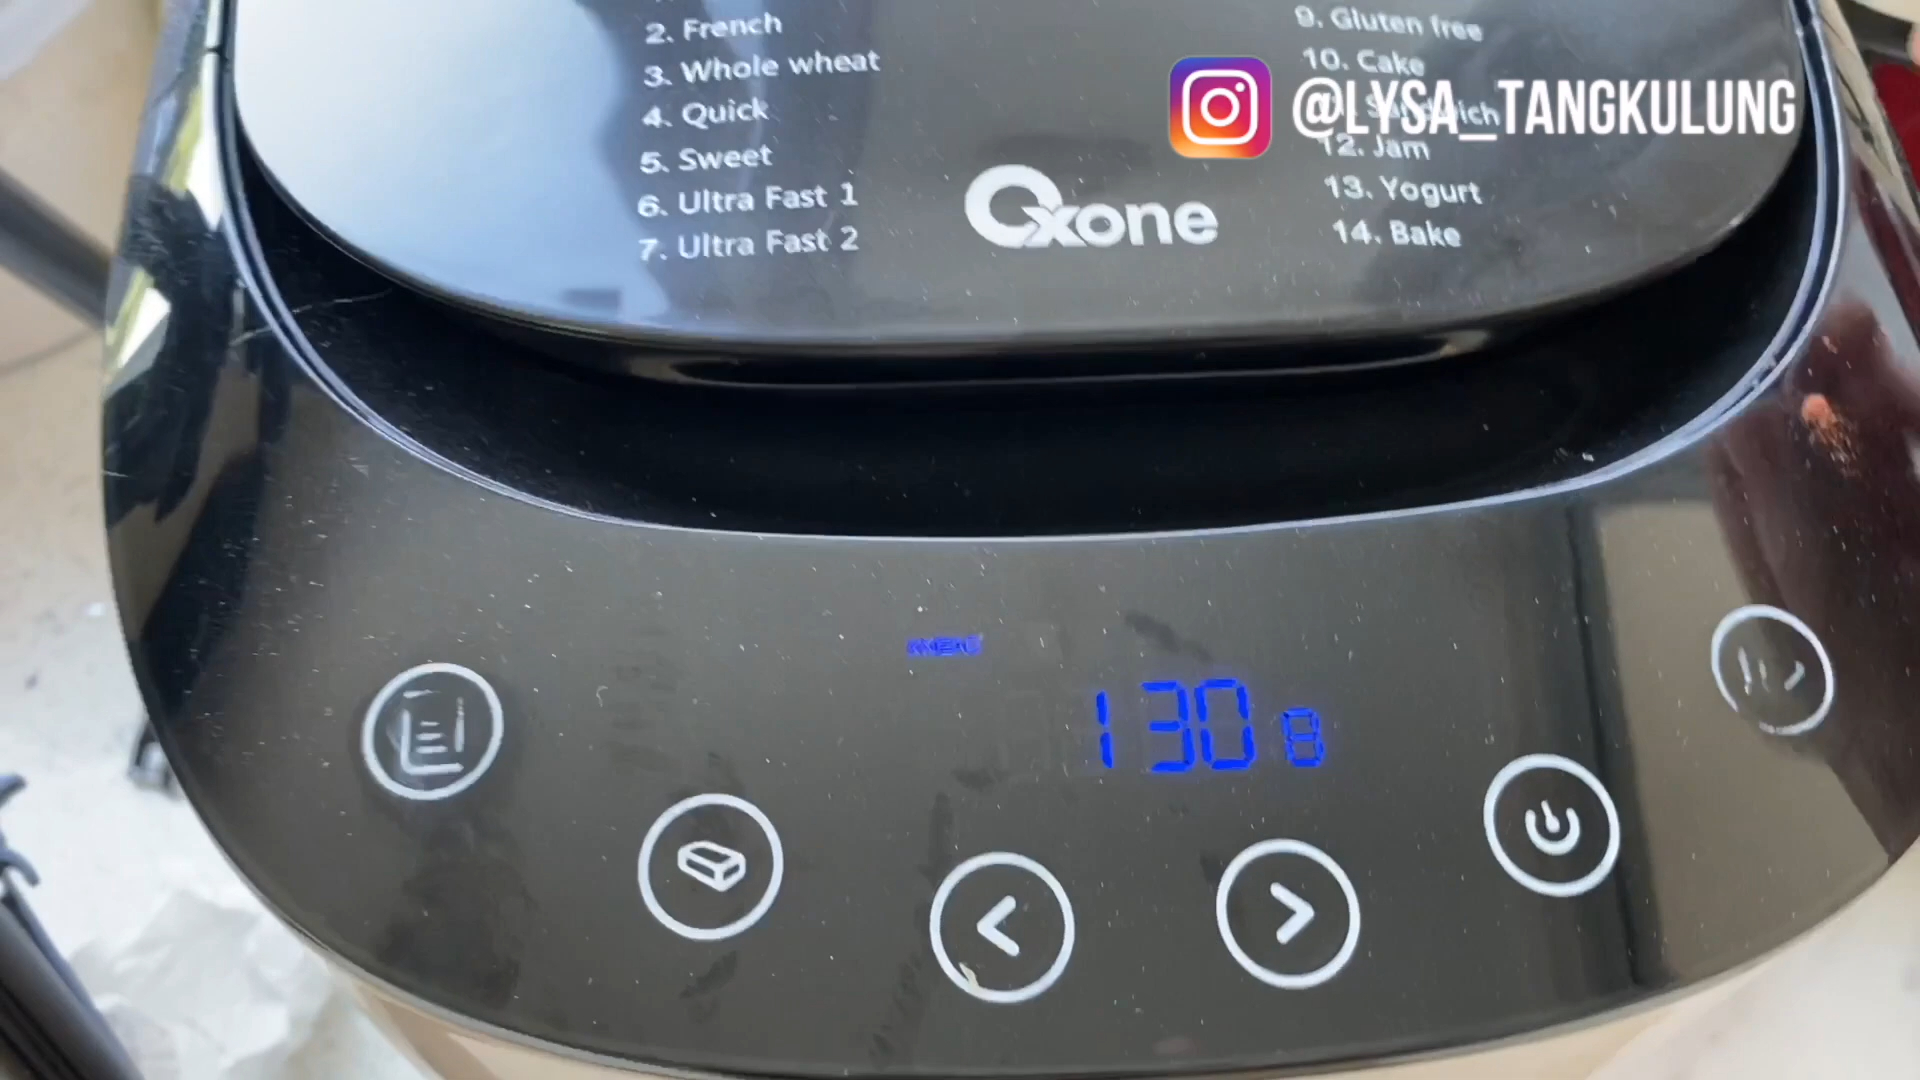 2. French
3. Whole wheat
4. Quick
5. Sweet
6. Ultra Fast 1
7. Ultra Fast 2
Oxone
9. Gluten free
10. Cake
12. Jam
13. Yogurt
14. Bake
@LYSA_TANGKULUNG
130 8